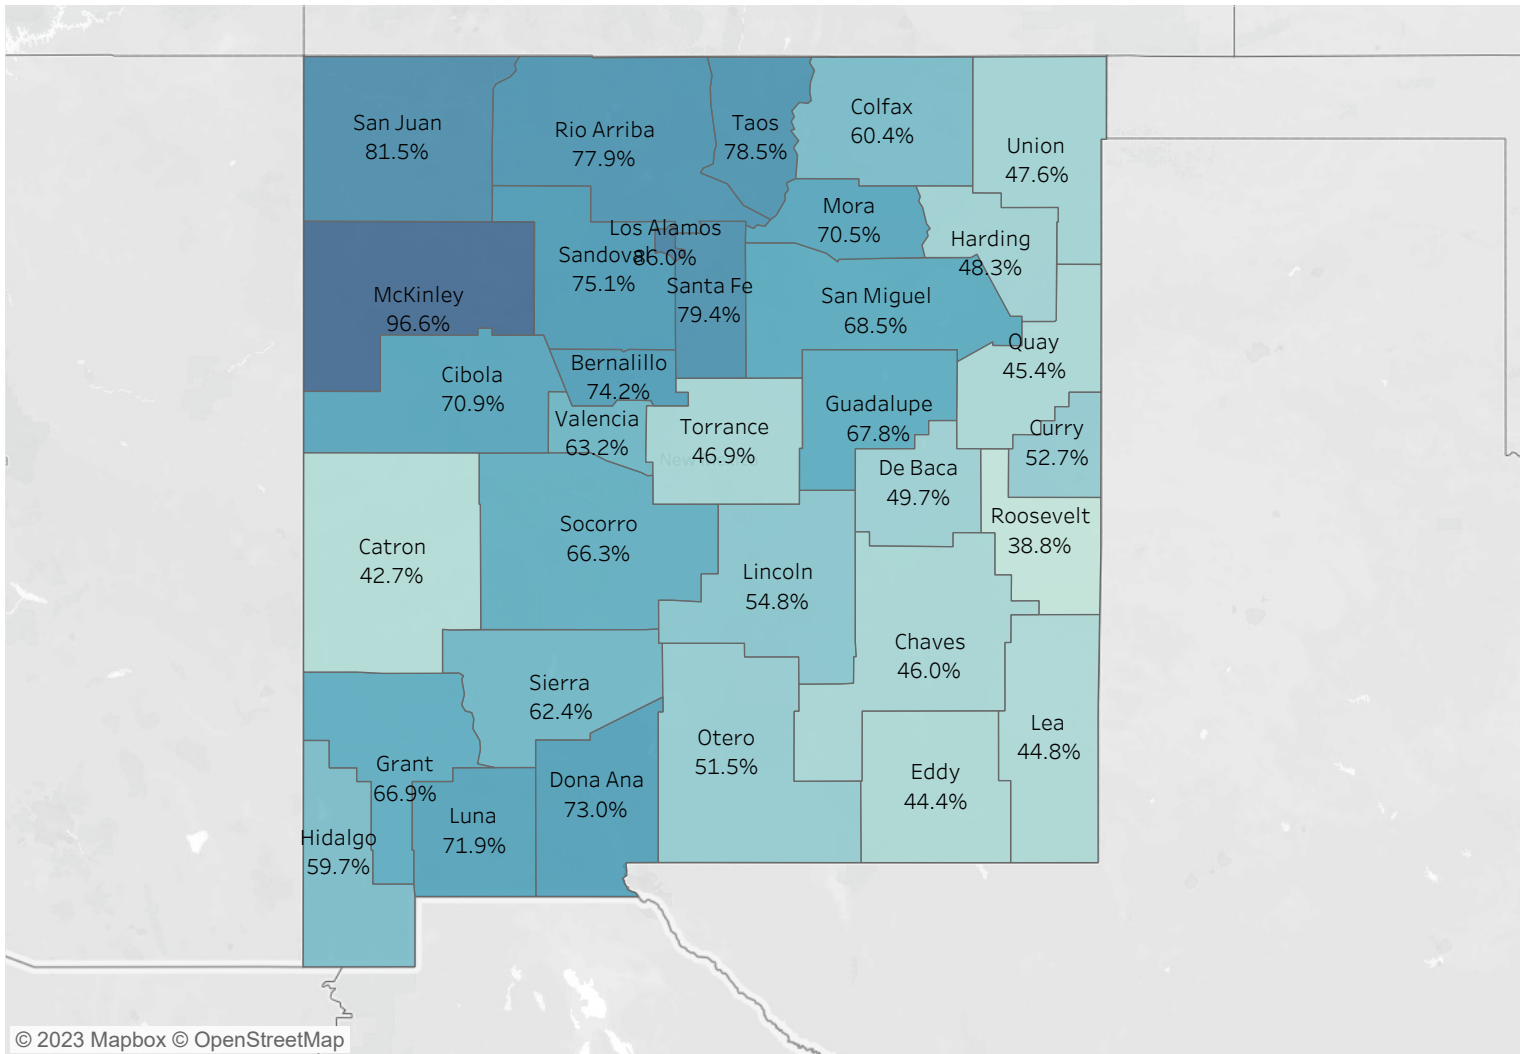 San Juan
81.5%
Rio Arriba
77.9%
Taos
78.5%
Colfax
60.4%
Union
47.6%
Mora
70.5%
Harding
48.3%
Los Alamos
86.0%
Sandoval
75.1%
Santa Fe
79.4%
McKinley
96.6%
San Miguel
68.5%
Quay
45.4%
Cibola
70.9%
Bernalillo
74.2%
Valencia
63.2%
Torrance
46.9%
Guadalupe
67.8%
Curry
52.7%
De Baca
49.7%
Roosevelt
38.8%
Catron
42.7%
Socorro
66.3%
Lincoln
54.8%
Chaves
46.0%
Sierra
62.4%
Otero
51.5%
Lea
44.8%
Eddy
44.4%
Grant
66.9%
Dona Ana
73.0%
Luna
71.9%
Hidalgo
59.7%
© 2023 Mapbox © OpenStreetMap